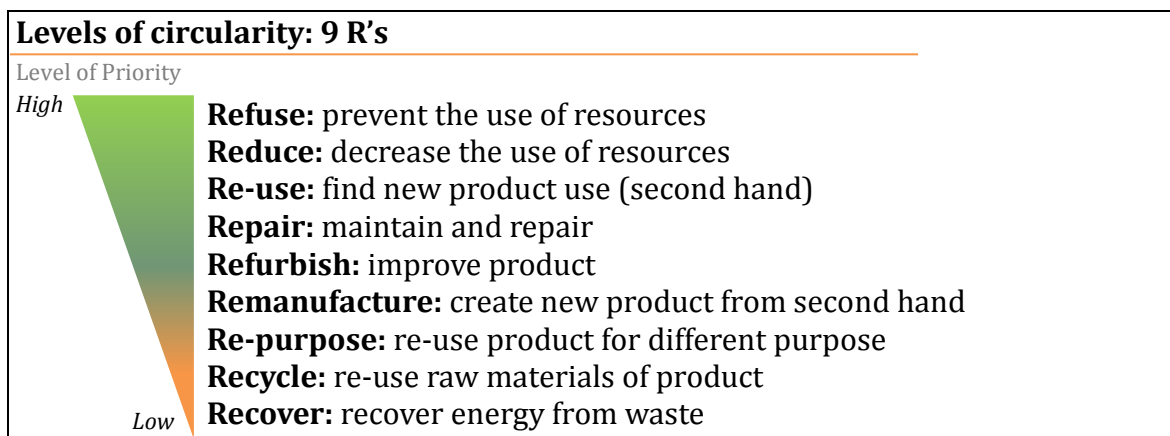 Levels of circularity: 9 R’s
Level of Priority
High
Refuse: prevent the use of resources
Reduce: decrease the use of resources
Re-use: find new product use (second hand)
Repair: maintain and repair
Refurbish: improve product
Remanufacture: create new product from second hand
Re-purpose: re-use product for different purpose
Recycle: re-use raw materials of product
Recover: recover energy from waste
Low